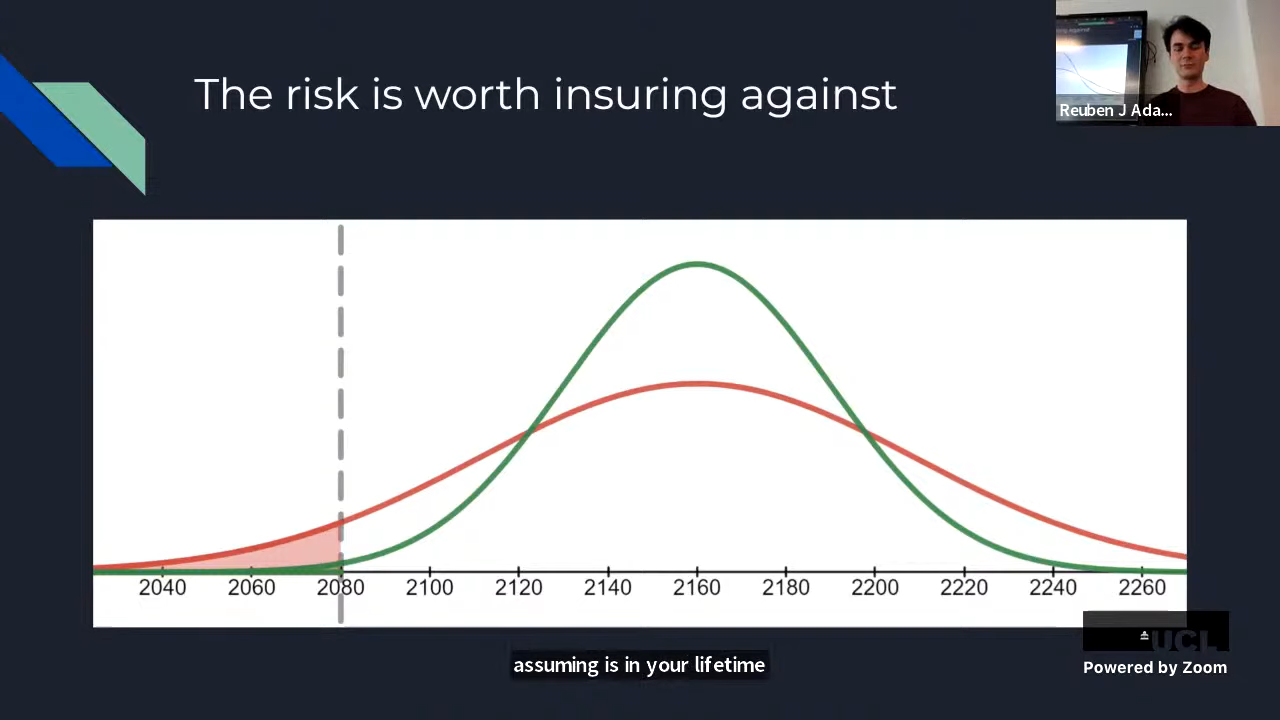 The risk is worth insuring against
Reuben J Ada...
2040 2060 2080 2100 2120 2140 2160 2180 2200 2220 2240 2260
UCL
assuming is in your lifetime
Powered by Zoom